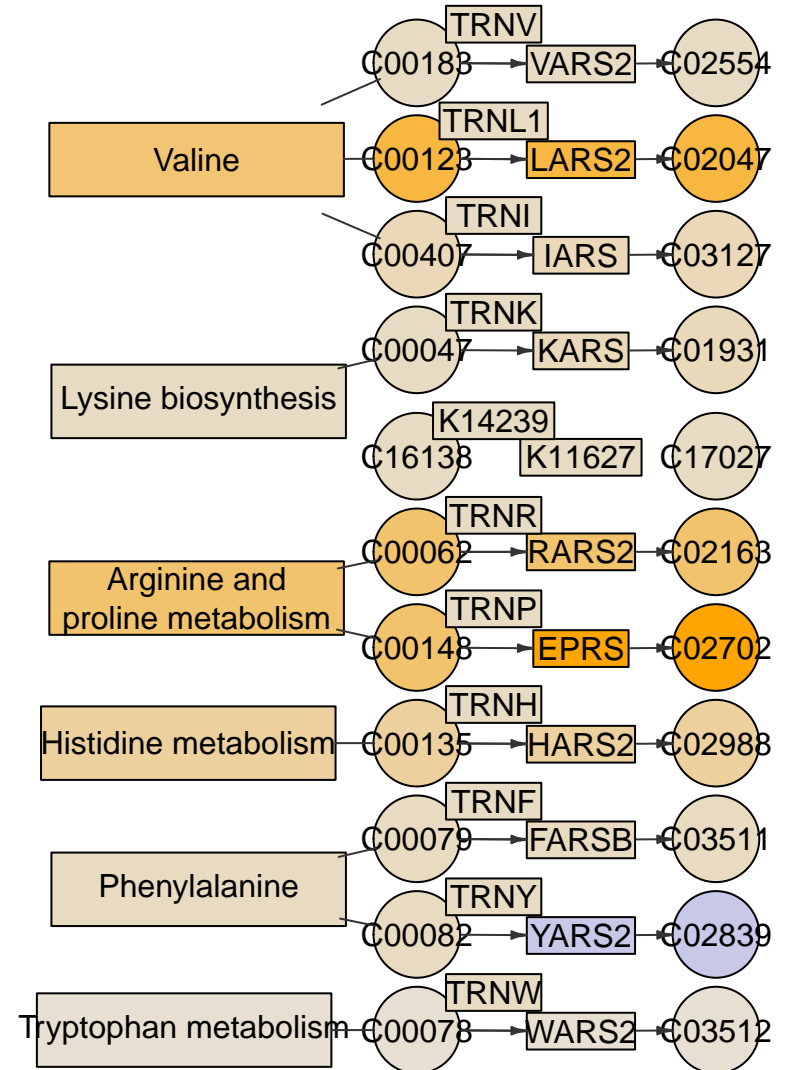 TRNV
C00183 VARS2 C02554
TRNL1
Valine C00123 LARS2 C02047
TRNI
C00407 IARS C03127
TRNK
C00047 KARS C01931
Lysine biosynthesis
K14239
C16138 K11627 C17027
TRNR
C00062 RARS2 C02163
Arginine and
proline metabolism
TRNP
C00148 EPRS C02702
TRNH
Histidine metabolism C00135 HARS2 C02988
TRNF
C00079 FARSB C03511
Phenylalanine
TRNY
C00082 YARS2 C02839
TRNW
Tryptophan metabolism C00078 WARS2 C03512